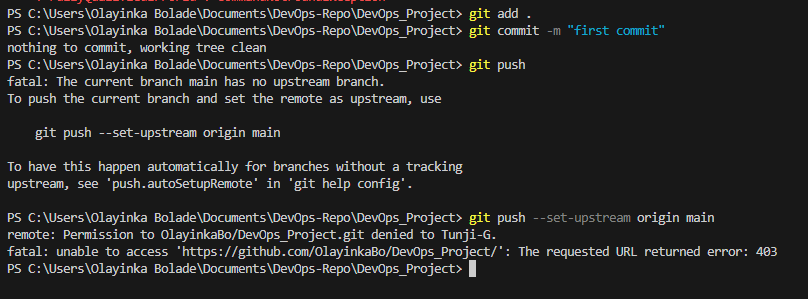 PS C:\Users\Olayinka Bolade\Documents\DevOps-Repo\DevOps_Project> git add .
PS C:\Users\Olayinka Bolade\Documents\DevOps-Repo\DevOps_Project> git commit -m "first commit"
nothing to commit, working tree clean
PS C:\Users\Olayinka Bolade\Documents\DevOps-Repo\DevOps_Project> git push
fatal: The current branch main has no upstream branch.
To push the current branch and set the remote as upstream, use
git push --set-upstream origin main
To have this happen automatically for branches without a tracking
upstream, see 'push.autoSetupRemote' in 'git help config'.
PS C:\Users\Olayinka Bolade\Documents\DevOps-Repo\DevOps_Project> git push --set-upstream origin main
remote: Permission to OlayinkaBo/DevOps_Project.git denied to Tunji-G.
fatal: unable to access 'https://github.com/OlayinkaBo/DevOps_Project/': The requested URL returned error: 403
PS C:\Users\Olayinka Bolade\Documents\DevOps-Repo\DevOps_Project>